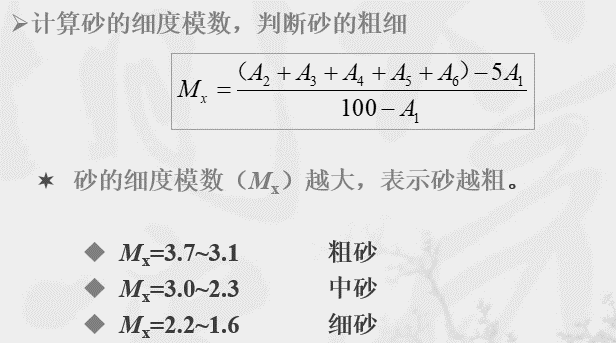 ➢计算砂的细度模数，判断砂的粗细
Mₓ = (A₂ + A₃ + A₄ + A₅ + A₆) − 5A₁ / 100 − A₁
★ 砂的细度模数（Mₓ）越大，表示砂越粗。
◆ Mₓ=3.7~3.1 粗砂
◆ Mₓ=3.0~2.3 中砂
◆ Mₓ=2.2~1.6 细砂